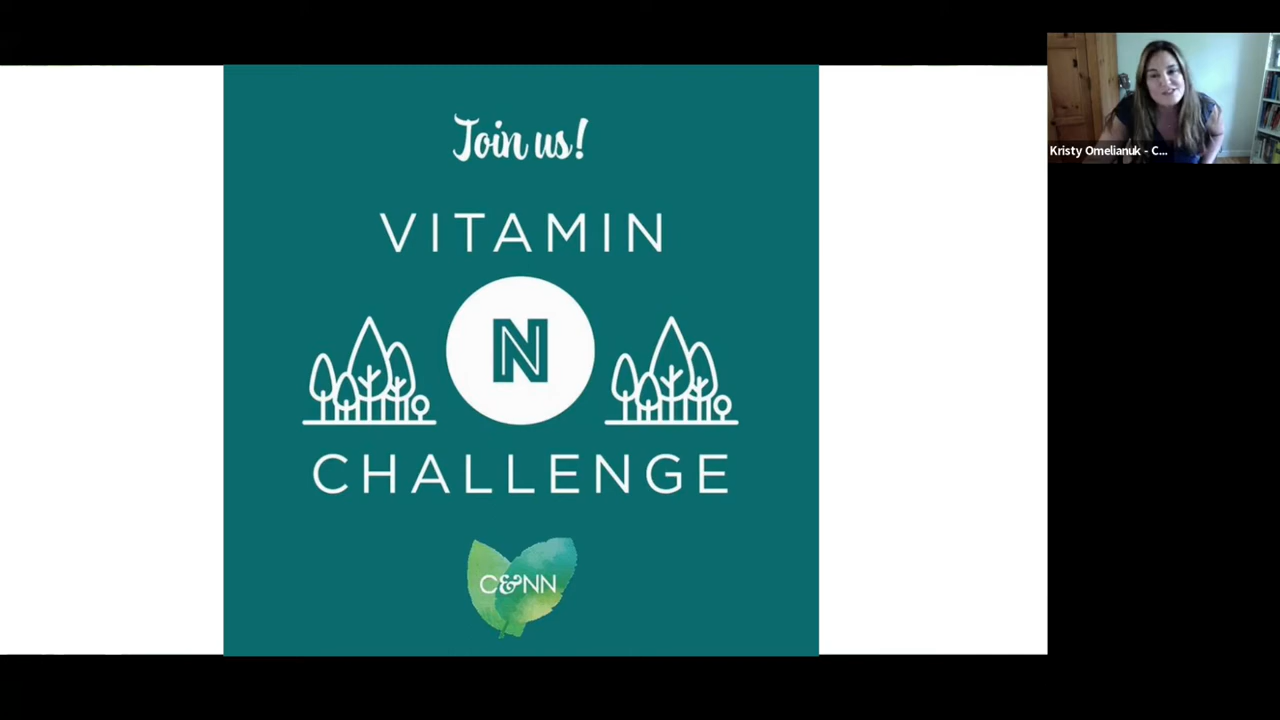 Join us!
VITAMIN
N
CHALLENGE
C&NN
Kristy Omelianuk - C...